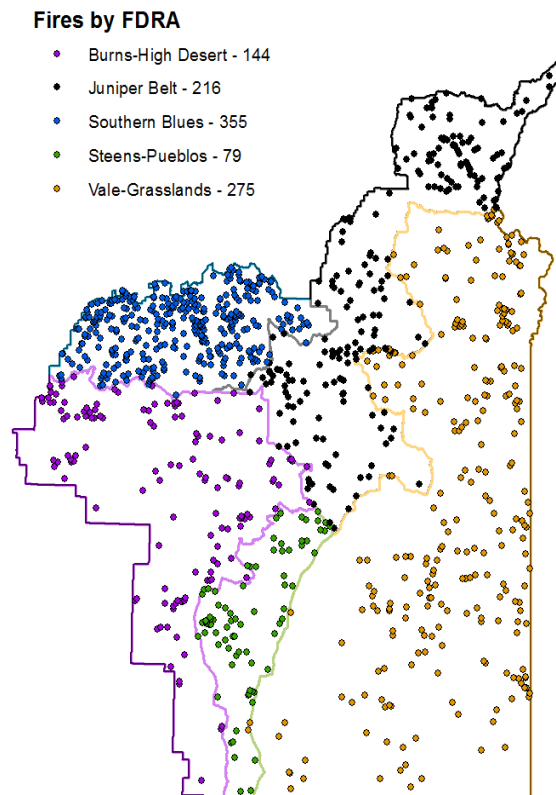 Fires by FDRA
Burns-High Desert - 144
Juniper Belt - 216
Southern Blues - 355
Steens-Pueblos - 79
Vale-Grasslands - 275